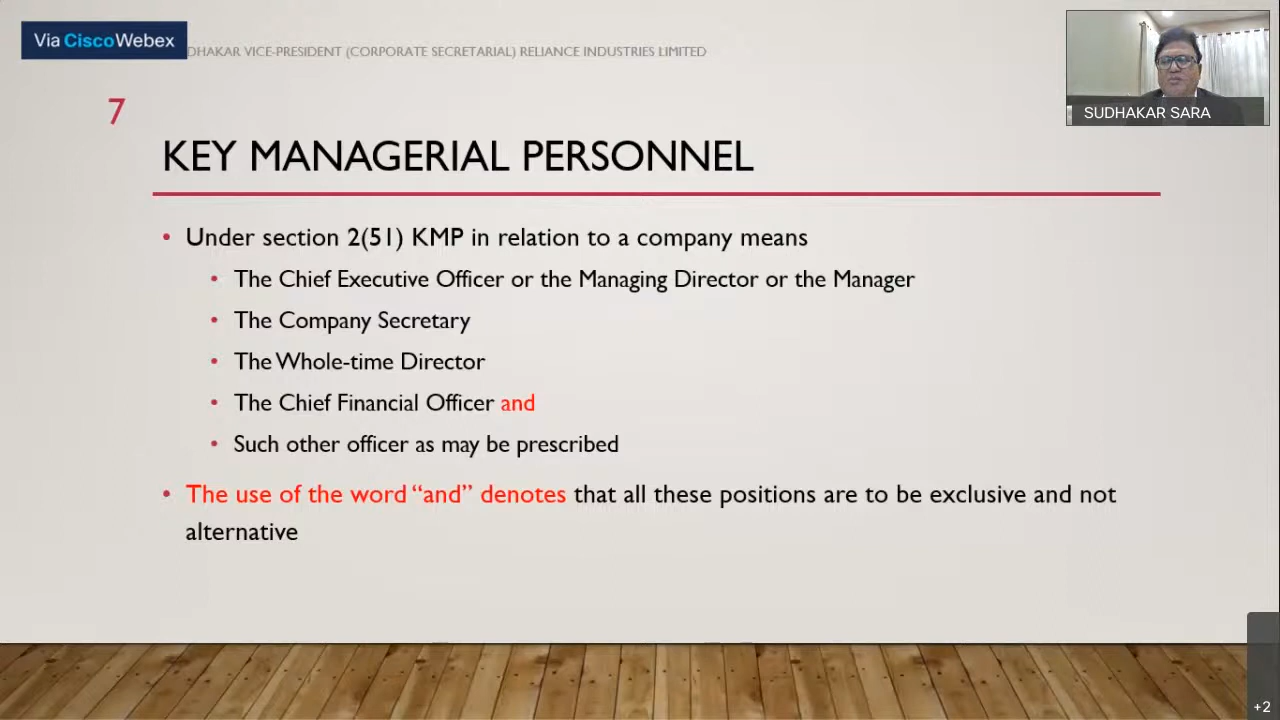 Via Cisco Webex
DHAKAR VICE-PRESIDENT (CORPORATE SECRETARIAL) RELIANCE INDUSTRIES LIMITED
SUDHAKAR SARA
7
KEY MANAGERIAL PERSONNEL
• Under section 2(51) KMP in relation to a company means
• The Chief Executive Officer or the Managing Director or the Manager
• The Company Secretary
• The Whole-time Director
• The Chief Financial Officer and
• Such other officer as may be prescribed
• The use of the word “and” denotes that all these positions are to be exclusive and not
alternative
+2